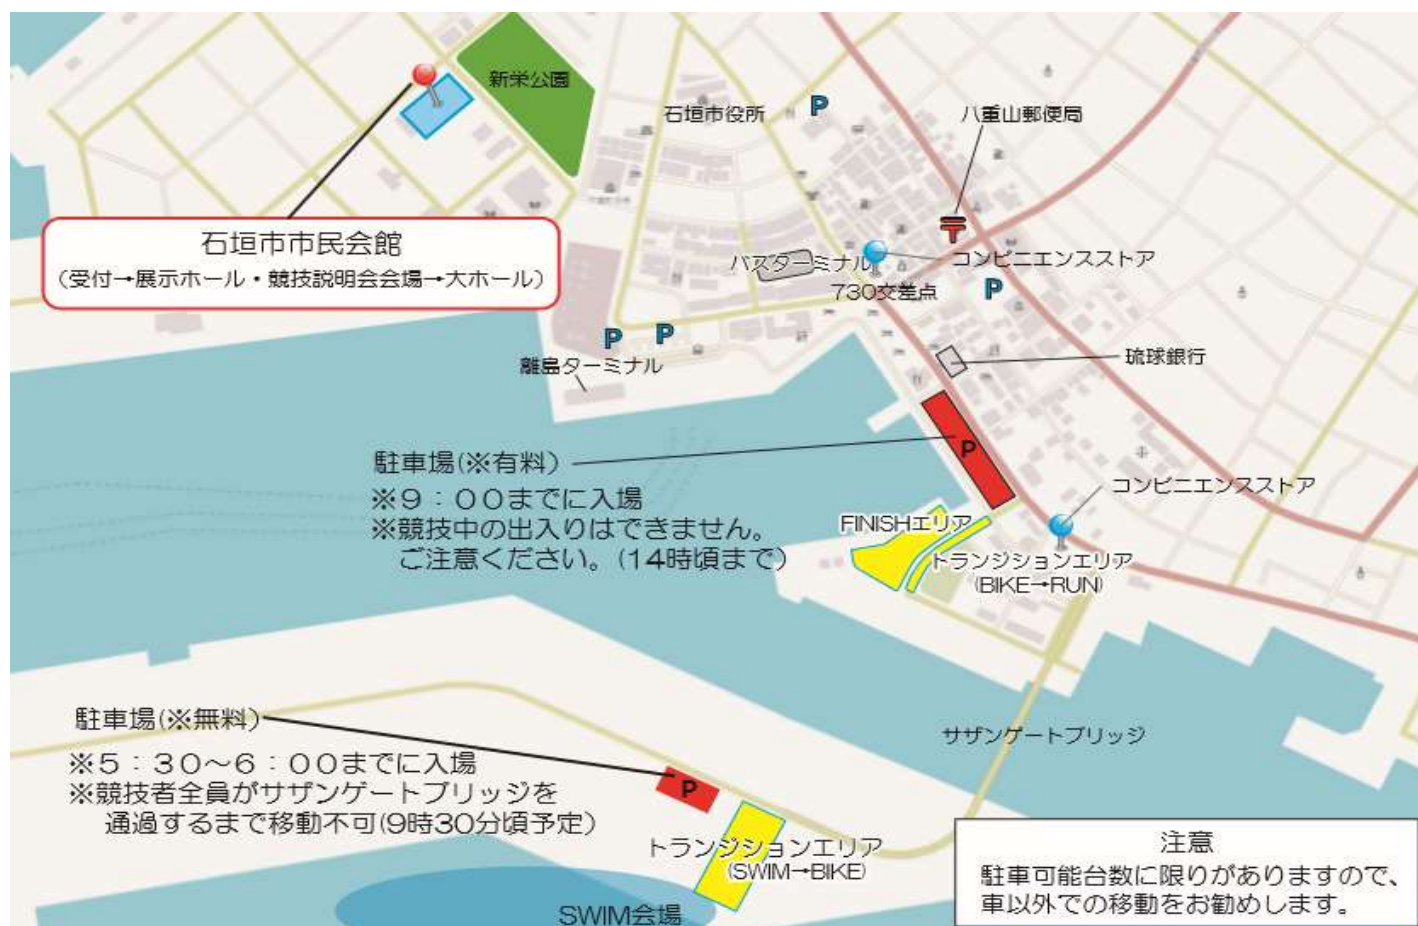 新栄公園
石垣市役所
P
八重山郵便局
石垣市市民会館
(受付→展示ホール・競技説明会会場→大ホール)
バスターミナル
コンビニエンスストア
730交差点
P
P
P
離島ターミナル
琉球銀行
駐車場(※有料)
P
※9：00までに入場
※競技中の出入りはできません。
ご注意ください。(14時頃まで)
コンビニエンスストア
FINISHエリア
トランジションエリア
(BIKE→RUN)
駐車場(※無料)
サザンゲートブリッジ
※5：30～6：00までに入場
P
※競技者全員がサザンゲートブリッジを
通過するまで移動不可(9時30分頃予定)
トランジションエリア
(SWIM→BIKE)
SWIM会場
注意
駐車可能台数に限りがありますので、
車以外での移動をお勧めします。